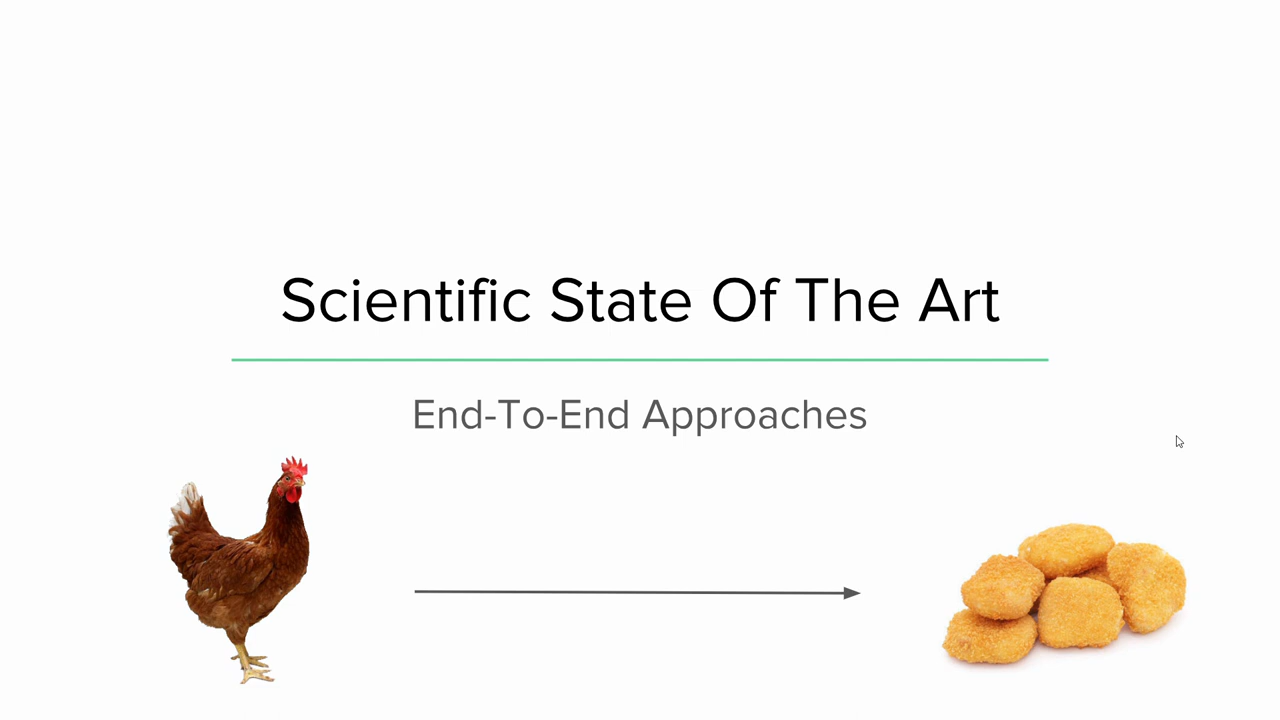 Scientific State Of The Art
End-To-End Approaches